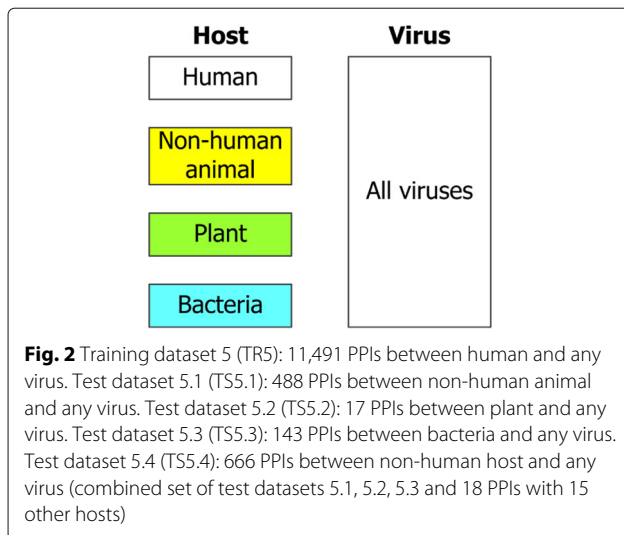 Host
Virus
Human
Non-human
animal
All viruses
Plant
Bacteria
Fig. 2 Training dataset 5 (TR5): 11,491 PPIs between human and any
virus. Test dataset 5.1 (TS5.1): 488 PPIs between non-human animal
and any virus. Test dataset 5.2 (TS5.2): 17 PPIs between plant and any
virus. Test dataset 5.3 (TS5.3): 143 PPIs between bacteria and any virus.
Test dataset 5.4 (TS5.4): 666 PPIs between non-human host and any
virus (combined set of test datasets 5.1, 5.2, 5.3 and 18 PPIs with 15
other hosts)